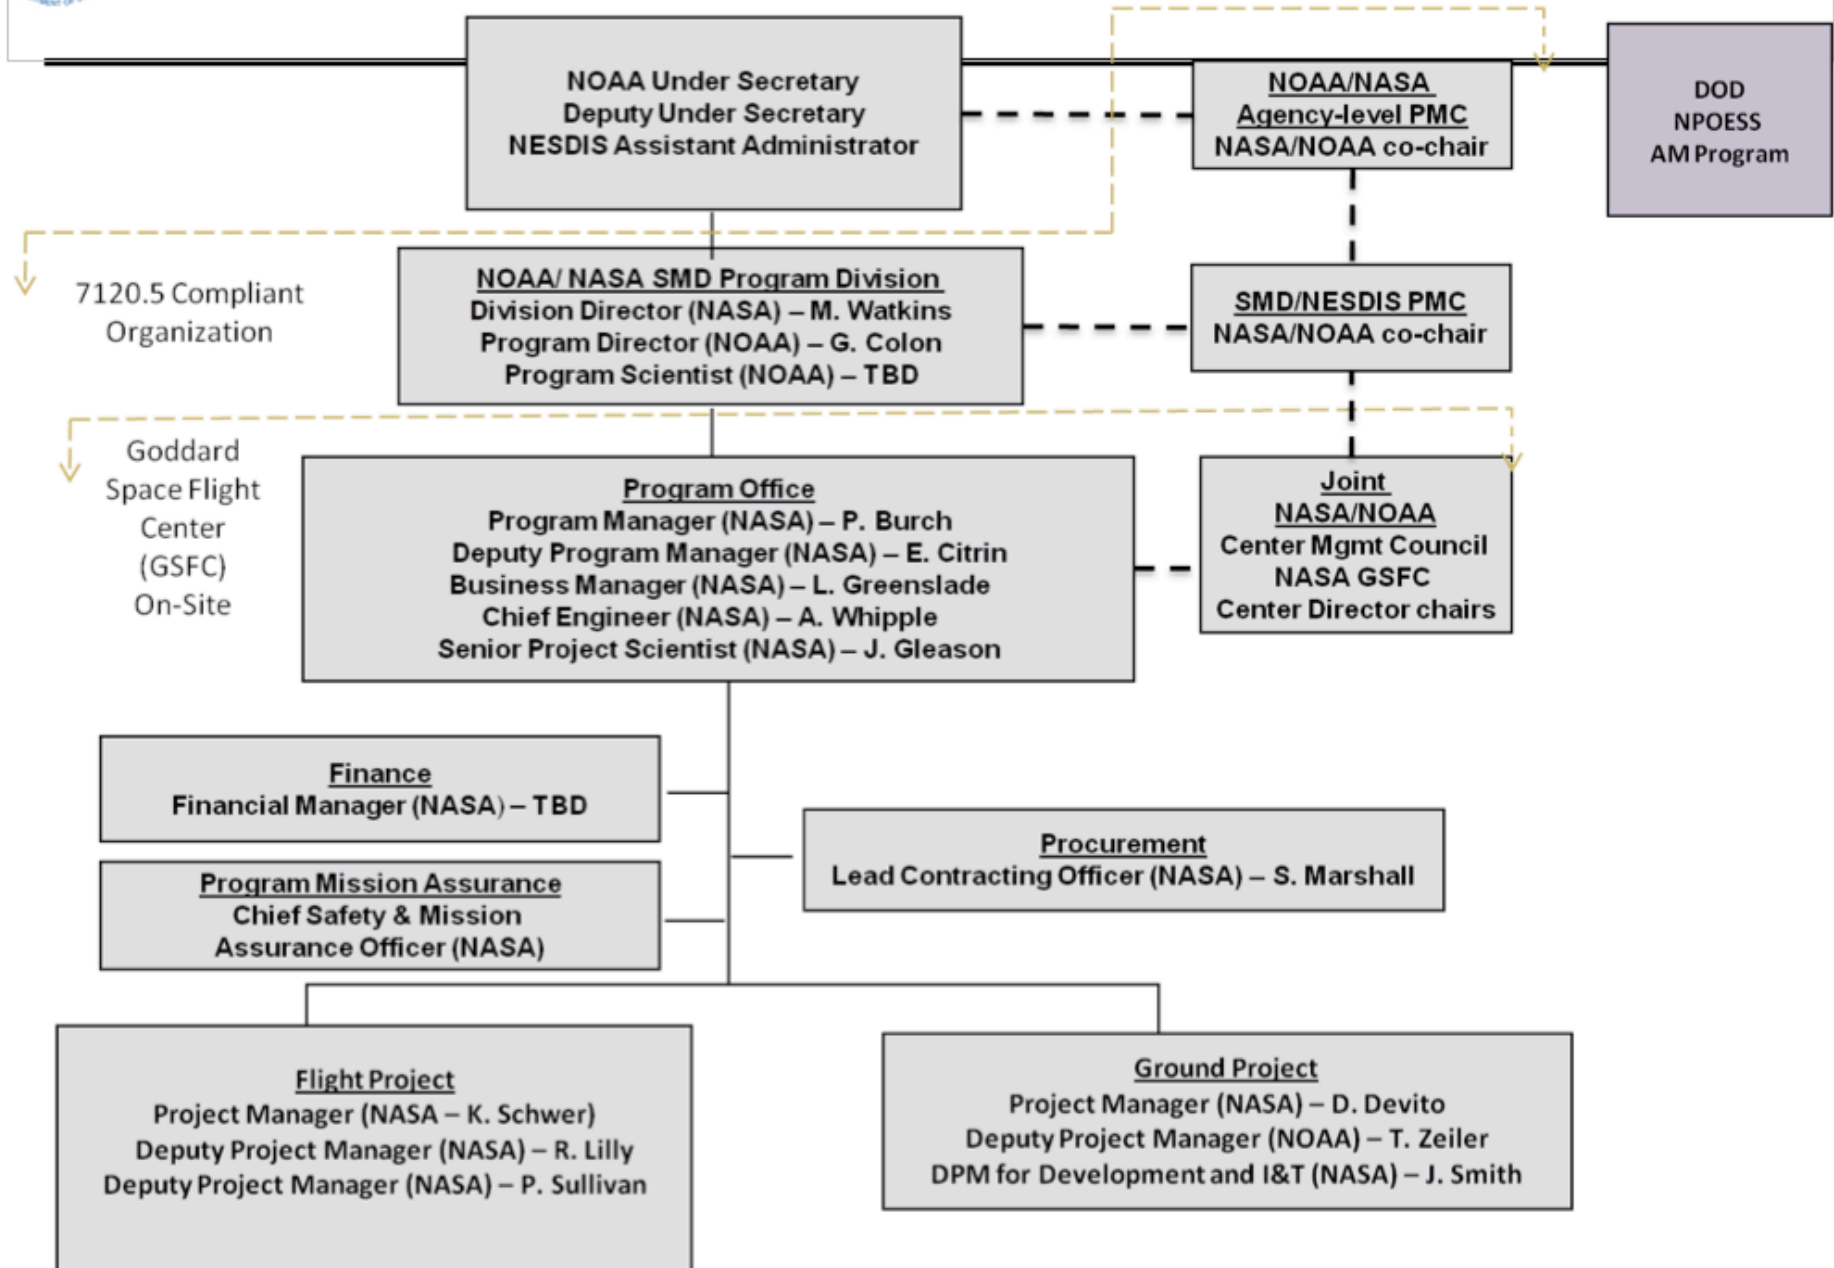 NOAA Under Secretary
Deputy Under Secretary
NESDIS Assistant Administrator
NOAA/NASA
Agency-level PMC
NASA/NOAA co-chair
DOD
NPOESS
AM Program
7120.5 Compliant
Organization
NOAA/ NASA SMD Program Division
Division Director (NASA) – M. Watkins
Program Director (NOAA) – G. Colon
Program Scientist (NOAA) – TBD
SMD/NESDIS PMC
NASA/NOAA co-chair
Goddard
Space Flight
Center
(GSFC)
On-Site
Program Office
Program Manager (NASA) – P. Burch
Deputy Program Manager (NASA) – E. Citrin
Business Manager (NASA) – L. Greenslade
Chief Engineer (NASA) – A. Whipple
Senior Project Scientist (NASA) – J. Gleason
Joint
NASA/NOAA
Center Mgmt Council
NASA GSFC
Center Director chairs
Finance
Financial Manager (NASA) – TBD
Procurement
Lead Contracting Officer (NASA) – S. Marshall
Program Mission Assurance
Chief Safety & Mission
Assurance Officer (NASA)
Flight Project
Project Manager (NASA – K. Schwer)
Deputy Project Manager (NASA) – R. Lilly
Deputy Project Manager (NASA) – P. Sullivan
Ground Project
Project Manager (NASA) – D. Devito
Deputy Project Manager (NOAA) – T. Zeiler
DPM for Development and I&T (NASA) – J. Smith